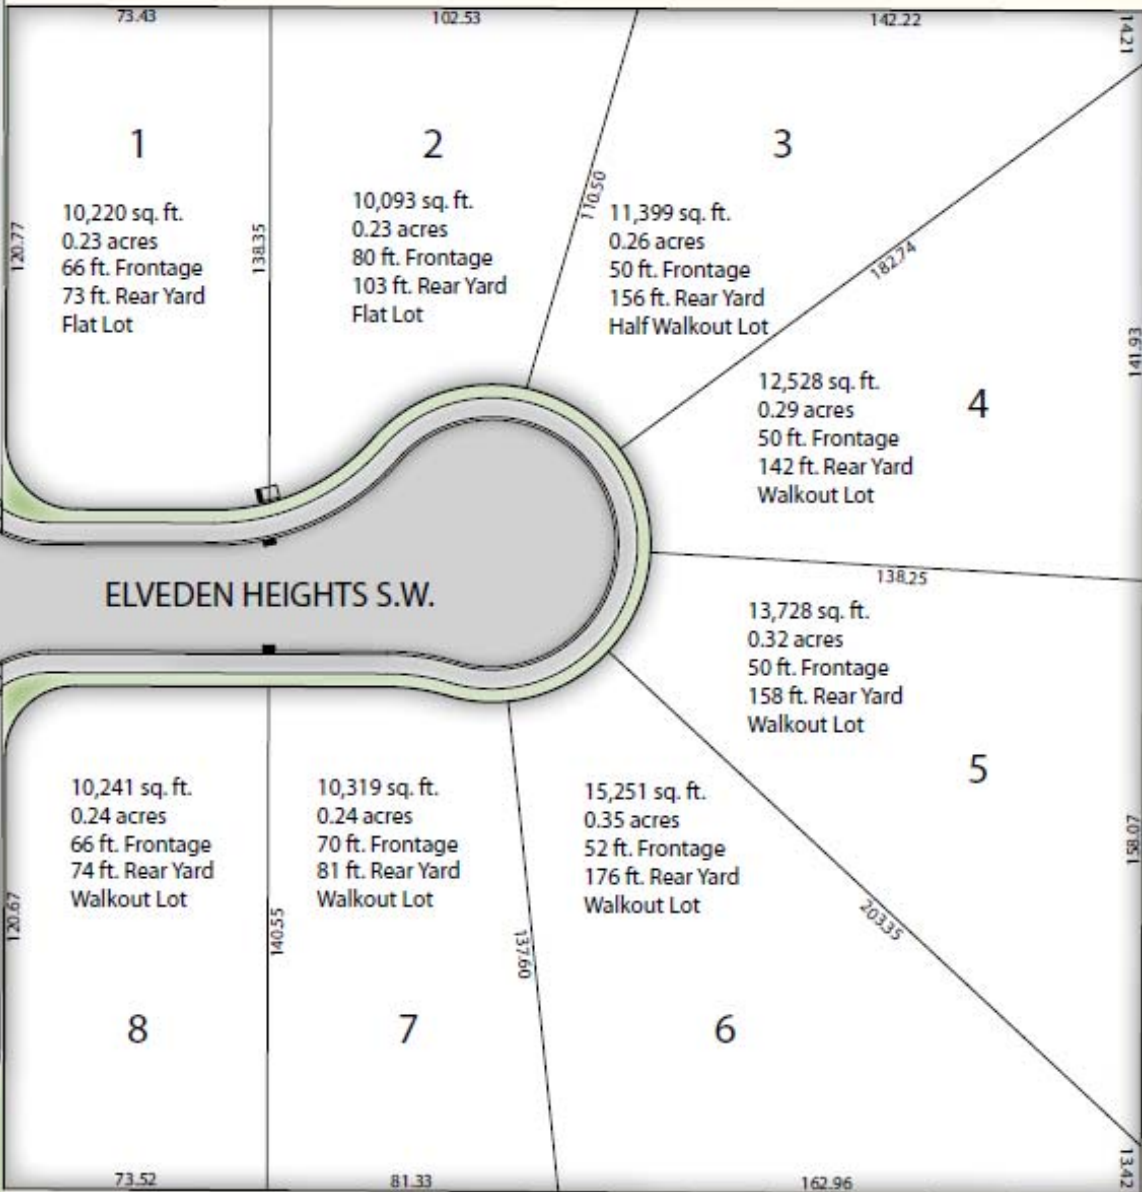 73.43
102.53
142.22
14.21
1
10,220 sq. ft.
0.23 acres
66 ft. Frontage
73 ft. Rear Yard
Flat Lot
120.77
138.35
2
10,093 sq. ft.
0.23 acres
80 ft. Frontage
103 ft. Rear Yard
Flat Lot
110.50
3
11,399 sq. ft.
0.26 acres
50 ft. Frontage
156 ft. Rear Yard
Half Walkout Lot
182.74
4
12,528 sq. ft.
0.29 acres
50 ft. Frontage
142 ft. Rear Yard
Walkout Lot
141.93
138.25
ELVEDEN HEIGHTS S.W.
13,728 sq. ft.
0.32 acres
50 ft. Frontage
158 ft. Rear Yard
Walkout Lot
5
158.07
10,241 sq. ft.
0.24 acres
66 ft. Frontage
74 ft. Rear Yard
Walkout Lot
8
120.67
140.55
10,319 sq. ft.
0.24 acres
70 ft. Frontage
81 ft. Rear Yard
Walkout Lot
7
137.60
15,251 sq. ft.
0.35 acres
52 ft. Frontage
176 ft. Rear Yard
Walkout Lot
6
203.35
73.52
81.33
162.96
13.42